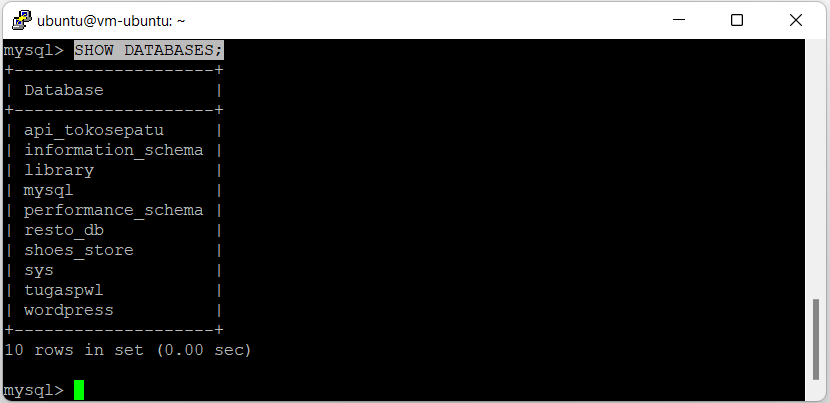 ubuntu@vm-ubuntu: ~
mysql> SHOW DATABASES;
+--------------------+
| Database           |
+--------------------+
| api_tokosepatu     |
| information_schema |
| library            |
| mysql              |
| performance_schema |
| resto_db           |
| shoes_store        |
| sys                |
| tugaspwl           |
| wordpress          |
+--------------------+
10 rows in set (0.00 sec)
mysql>